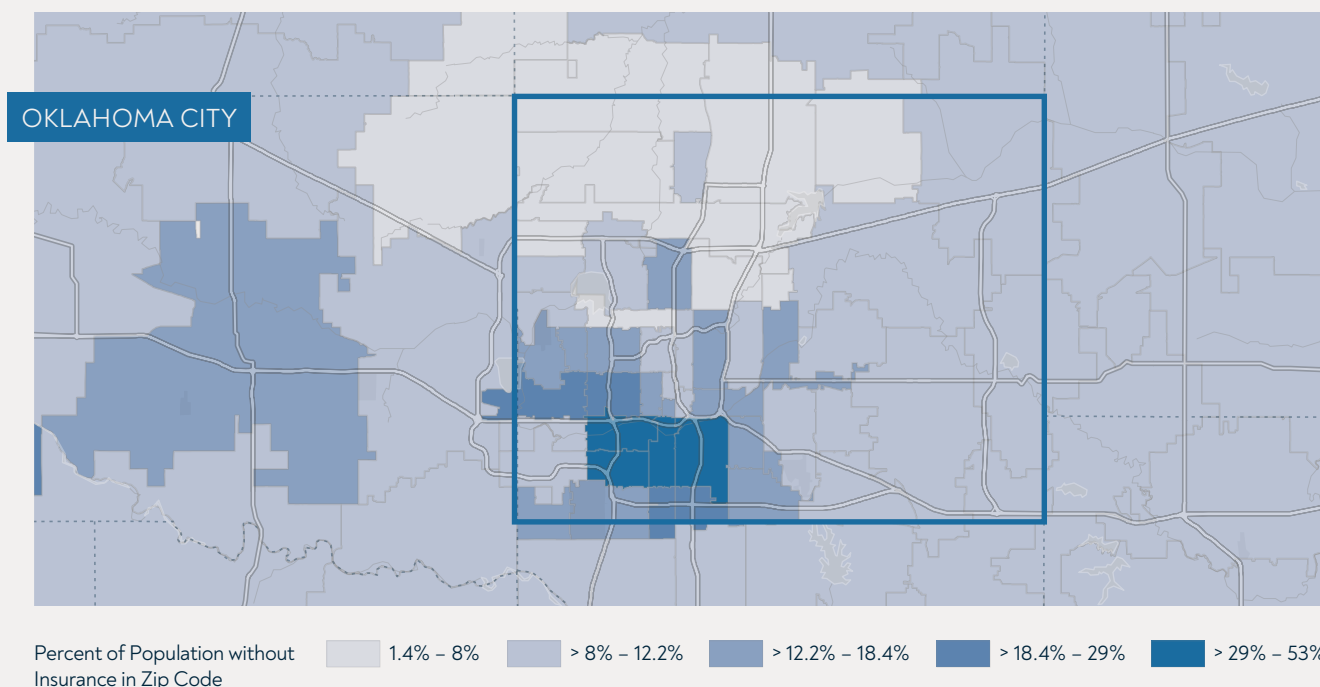 OKLAHOMA CITY
Percent of Population without
Insurance in Zip Code
1.4% – 8%
> 8% – 12.2%
> 12.2% – 18.4%
> 18.4% – 29%
> 29% – 53%